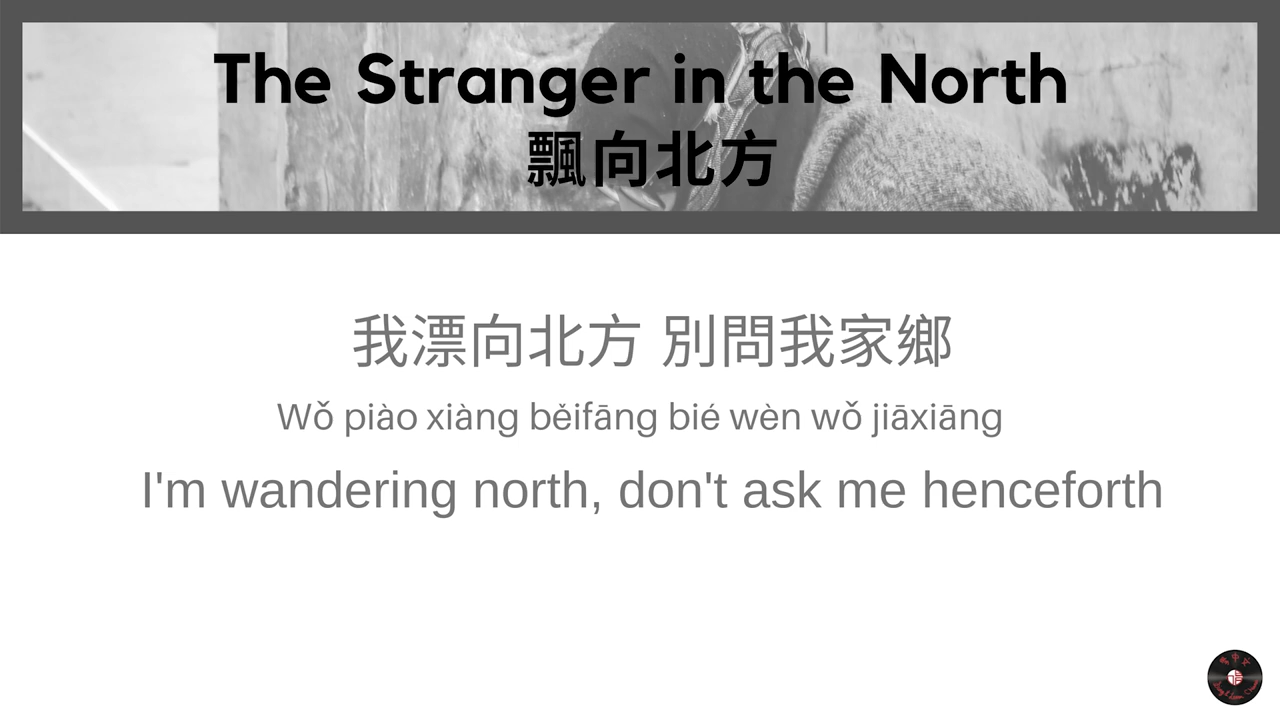 The Stranger in the North
飄向北方
我漂向北方 別問我家鄉
Wǒ piào xiàng běifāng bié wèn wǒ jiāxiāng
I'm wandering north, don't ask me henceforth